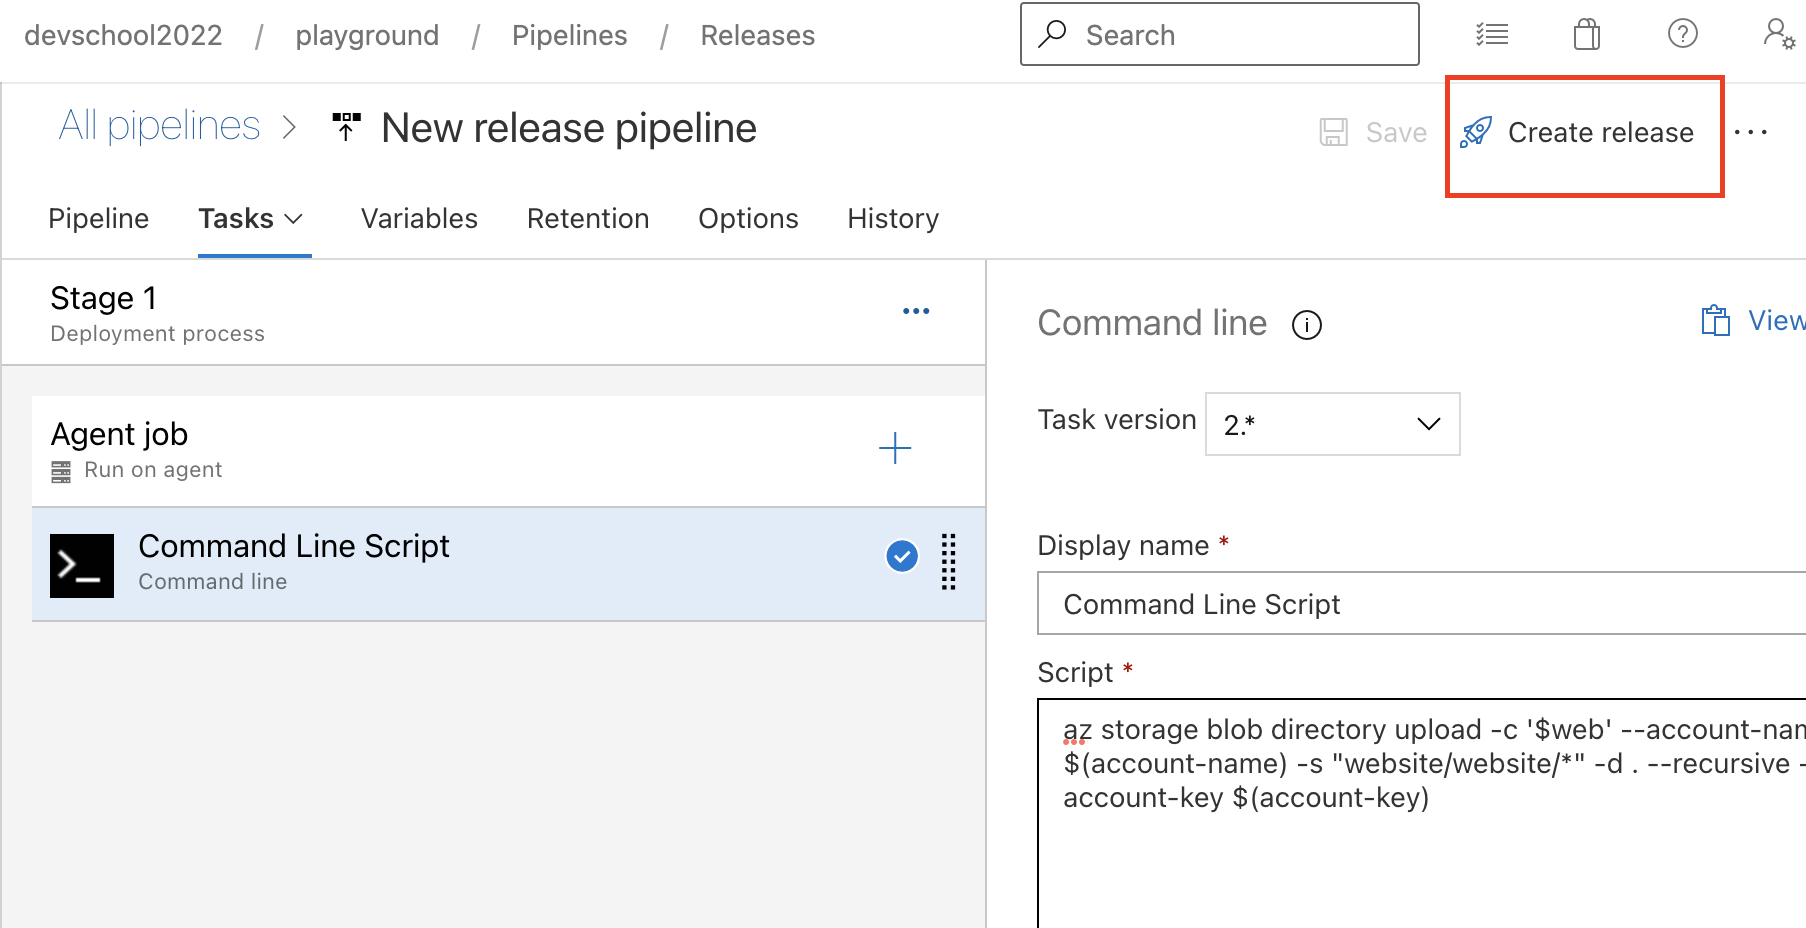 devschool2022 / playground / Pipelines / Releases
Search
All pipelines > New release pipeline
Save
Create release
Pipeline
Tasks
Variables
Retention
Options
History
Stage 1
Deployment process
Agent job
Run on agent
Command Line Script
Command line
Command line
View
Task version
2.*
Display name *
Command Line Script
Script *
az storage blob directory upload -c '$web' --account-nam
$(account-name) -s "website/website/*" -d . --recursive -
account-key $(account-key)